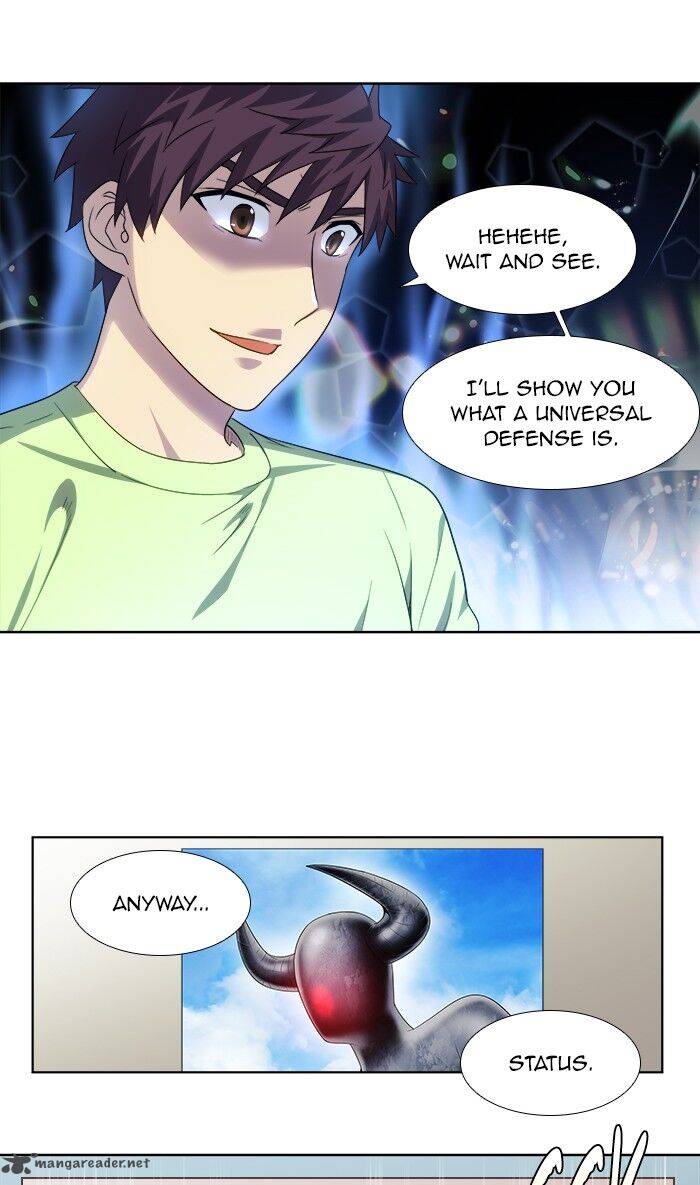 HEHEHE,
WAIT AND SEE.
I'LL SHOW YOU
WHAT A UNIVERSAL
DEFENSE IS.
ANYWAY...
STATUS.
mangareader.net